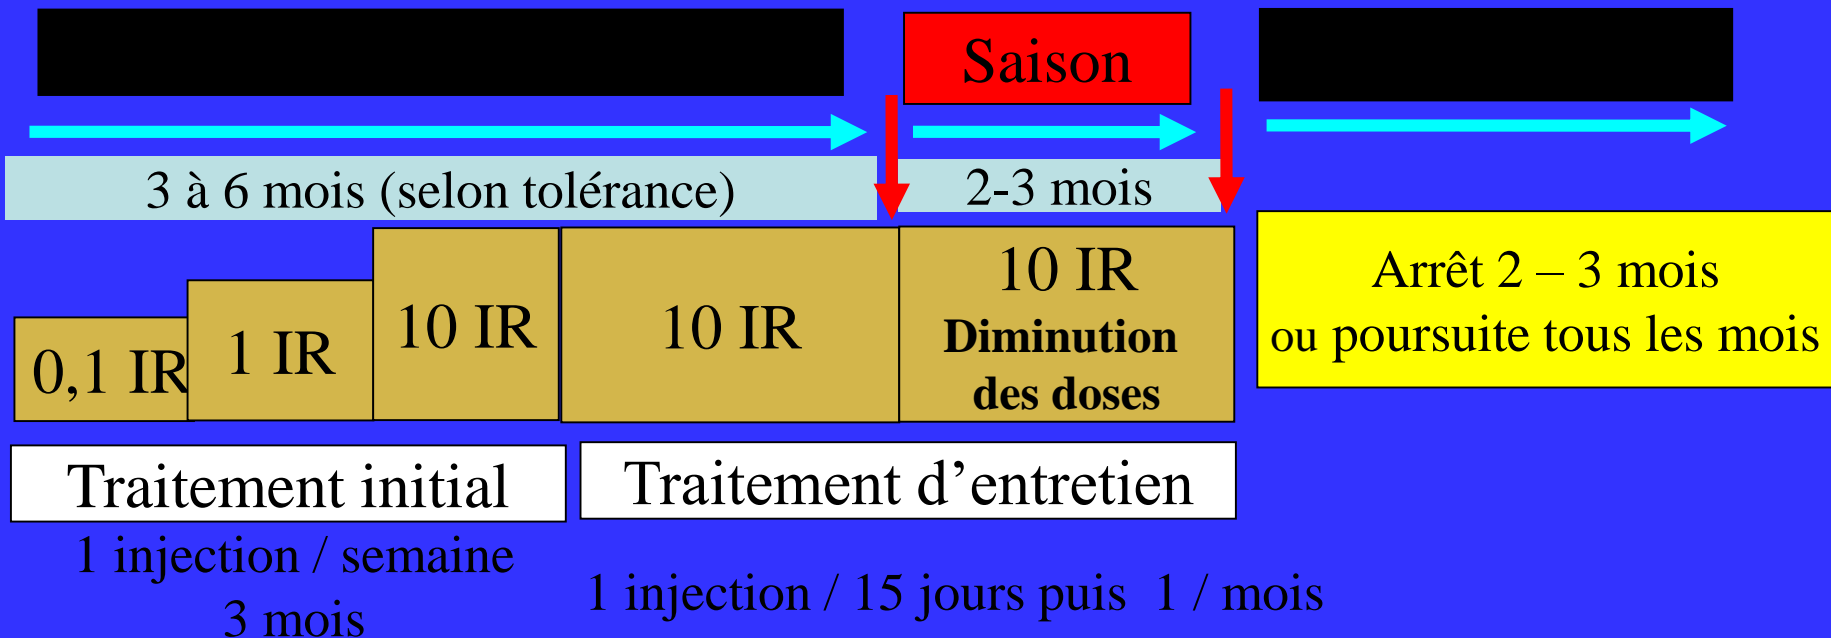 Saison
3 à 6 mois (selon tolérance)
2-3 mois
0,1 IR
1 IR
10 IR
10 IR
10 IR
Diminution
des doses
Arrêt 2 – 3 mois
ou poursuite tous les mois
Traitement initial
Traitement d’entretien
1 injection / semaine
3 mois
1 injection / 15 jours puis 1 / mois